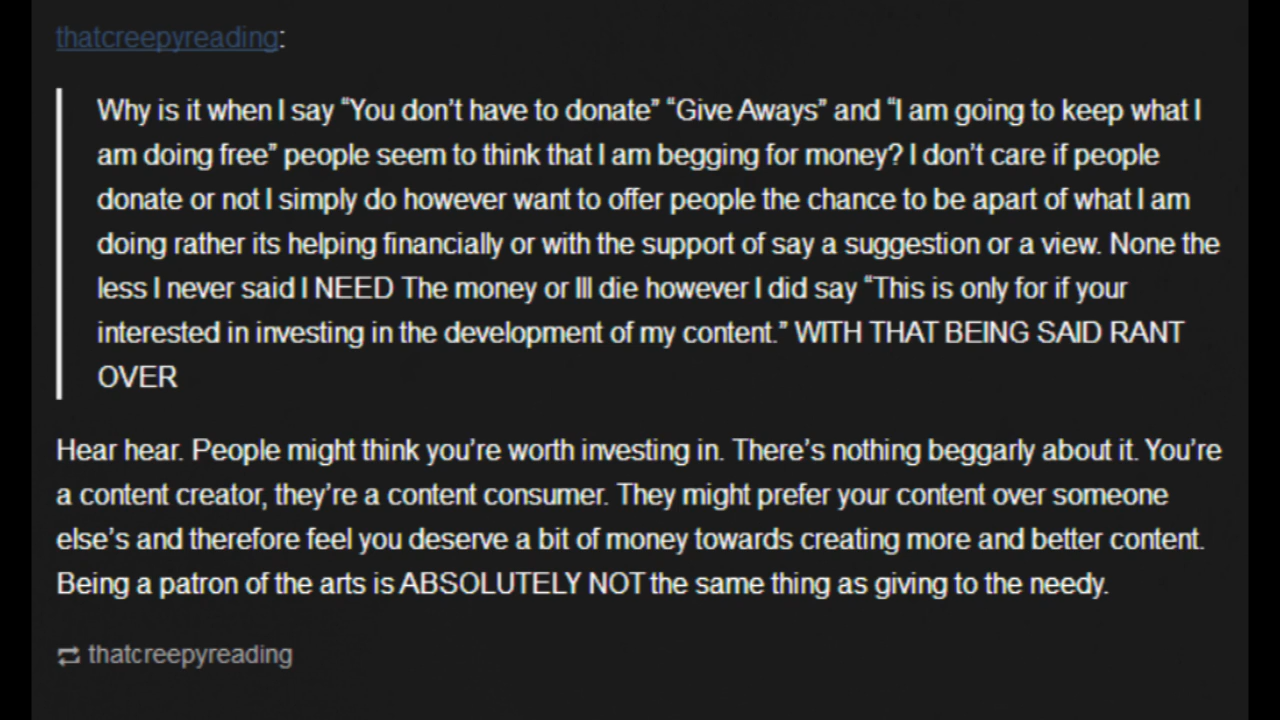 thatcreepyreading:
Why is it when I say “You don’t have to donate” “Give Aways” and “I am going to keep what I
am doing free” people seem to think that I am begging for money? I don’t care if people
donate or not I simply do however want to offer people the chance to be apart of what I am
doing rather its helping financially or with the support of say a suggestion or a view. None the
less I never said I NEED The money or Ill die however I did say “This is only for if your
interested in investing in the development of my content.” WITH THAT BEING SAID RANT
OVER
Hear hear. People might think you’re worth investing in. There’s nothing beggarly about it. You’re
a content creator, they’re a content consumer. They might prefer your content over someone
else’s and therefore feel you deserve a bit of money towards creating more and better content.
Being a patron of the arts is ABSOLUTELY NOT the same thing as giving to the needy.
thatcreepyreading